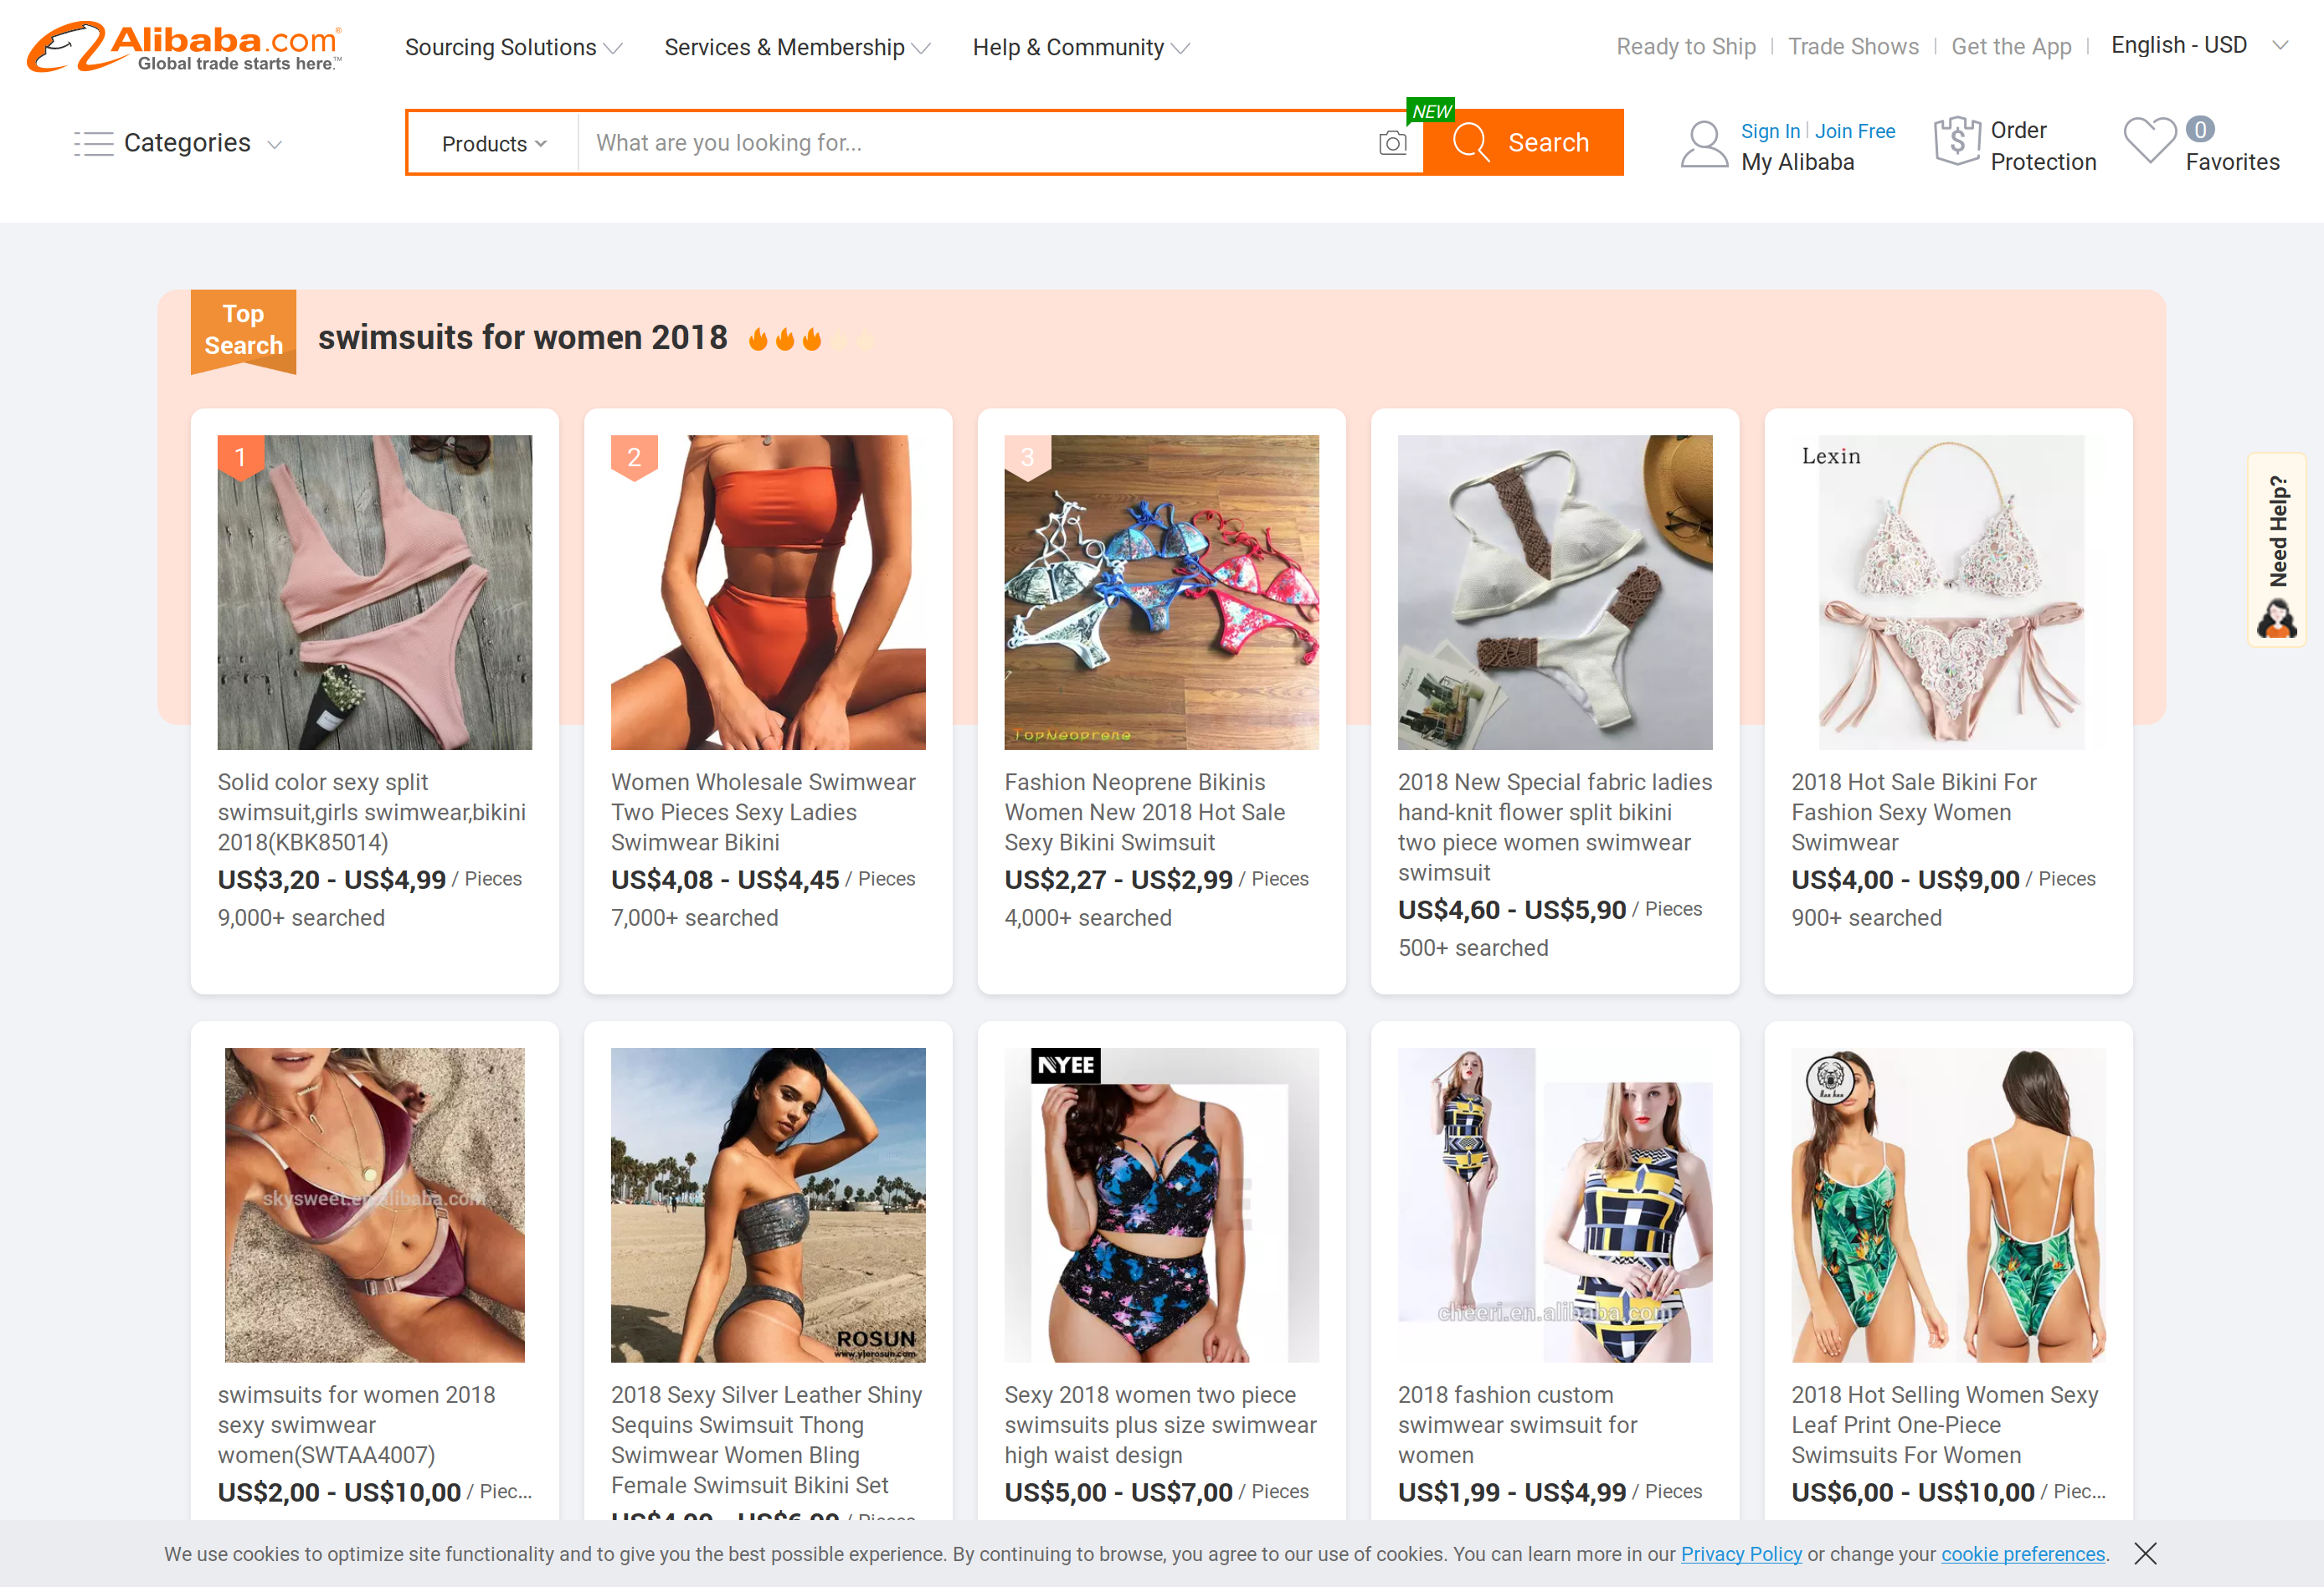 Alibaba.com®
Global trade starts here.™
Sourcing Solutions
Services & Membership
Help & Community
Ready to Ship
Trade Shows
Get the App
English - USD
Categories
Products
What are you looking for...
NEW
Search
Sign In
Join Free
My Alibaba
Order
Protection
0
Favorites
Top
Search
swimsuits for women 2018
1
2
3
TopNeoprene
Lexin
Need Help?
Solid color sexy split
swimsuit,girls swimwear,bikini
2018(KBK85014)
US$3,20 - US$4,99 / Pieces
9,000+ searched
Women Wholesale Swimwear
Two Pieces Sexy Ladies
Swimwear Bikini
US$4,08 - US$4,45 / Pieces
7,000+ searched
Fashion Neoprene Bikinis
Women New 2018 Hot Sale
Sexy Bikini Swimsuit
US$2,27 - US$2,99 / Pieces
4,000+ searched
2018 New Special fabric ladies
hand-knit flower split bikini
two piece women swimwear
swimsuit
US$4,60 - US$5,90 / Pieces
500+ searched
2018 Hot Sale Bikini For
Fashion Sexy Women
Swimwear
US$4,00 - US$9,00 / Pieces
900+ searched
skysweet.en.alibaba.com
ROSUN
www.ylerosun.com
NYEE
cheeri.en.alibaba.com
swimsuits for women 2018
sexy swimwear
women(SWTAA4007)
US$2,00 - US$10,00 / Piec...
2018 Sexy Silver Leather Shiny
Sequins Swimsuit Thong
Swimwear Women Bling
Female Swimsuit Bikini Set
US$4,00 - US$6,00 / Pieces
Sexy 2018 women two piece
swimsuits plus size swimwear
high waist design
US$5,00 - US$7,00 / Pieces
2018 fashion custom
swimwear swimsuit for
women
US$1,99 - US$4,99 / Pieces
2018 Hot Selling Women Sexy
Leaf Print One-Piece
Swimsuits For Women
US$6,00 - US$10,00 / Piec...
We use cookies to optimize site functionality and to give you the best possible experience. By continuing to browse, you agree to our use of cookies. You can learn more in our Privacy Policy or change your cookie preferences.